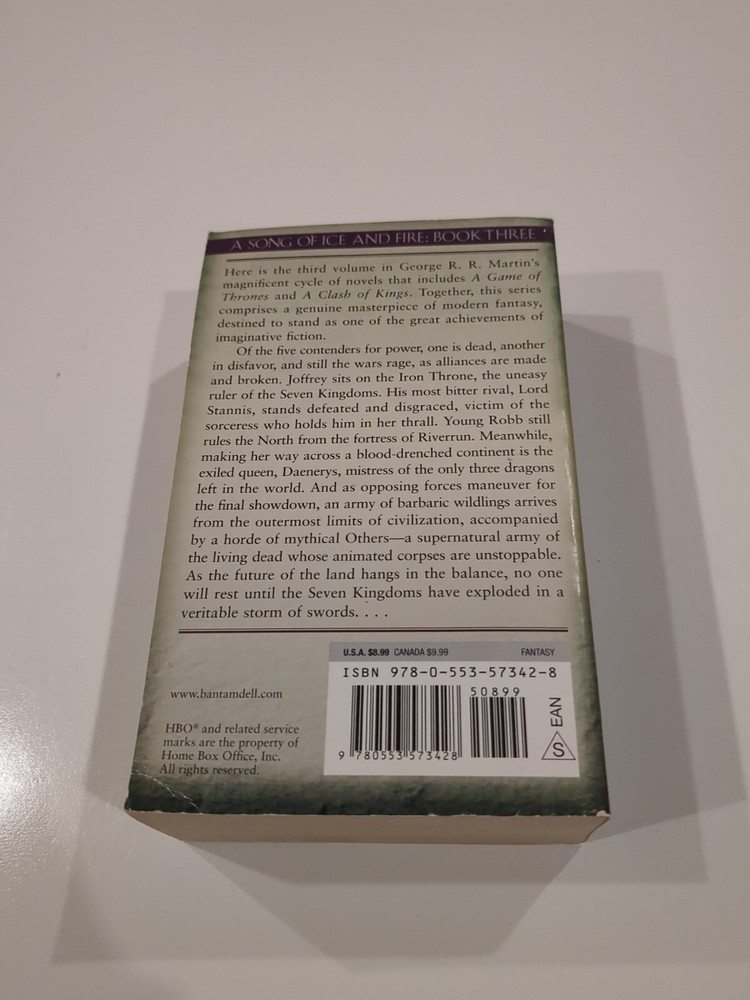 A SONG OF ICE AND FIRE: BOOK THREE
Here is the third volume in George R. R. Martin's
magnificent cycle of novels that includes A Game of
Thrones and A Clash of Kings. Together, this series
comprises a genuine masterpiece of modern fantasy,
destined to stand as one of the great achievements of
imaginative fiction.
Of the five contenders for power, one is dead, another
in disfavor, and still the wars rage, as alliances are made
and broken. Joffrey sits on the Iron Throne, the uneasy
ruler of the Seven Kingdoms. His most bitter rival, Lord
Stannis, stands defeated and disgraced, victim of the
sorceress who holds him in her thrall. Young Robb still
rules the North from the fortress of Riverrun. Meanwhile,
making her way across a blood-drenched continent is the
exiled queen, Daenerys, mistress of the only three dragons
left in the world. And as opposing forces maneuver for
the final showdown, an army of barbaric wildlings arrives
from the outermost limits of civilization, accompanied
by a horde of mythical Others—a supernatural army of
the living dead whose animated corpses are unstoppable.
As the future of the land hangs in the balance, no one
will rest until the Seven Kingdoms have exploded in a
veritable storm of swords. . . .
U.S.A. $8.99 CANADA $9.99 FANTASY
ISBN 978-0-553-57342-8
50899
EAN
S
9 780553 573428
www.bantamdell.com
HBO® and related service
marks are the property of
Home Box Office, Inc.
All rights reserved.